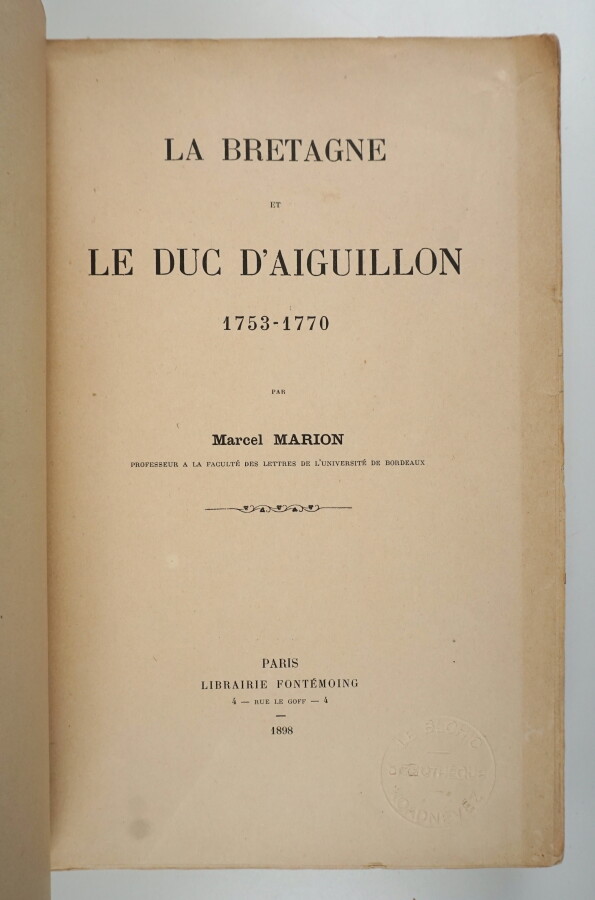 LA BRETAGNE
ET
LE DUC D'AIGUILLON
1753-1770
PAR
Marcel MARION
PROFESSEUR A LA FACULTÉ DES LETTRES DE L'UNIVERSITÉ DE BORDEAUX
PARIS
LIBRAIRIE FONTÉMOING
4 — RUE LE GOFF — 4
1898